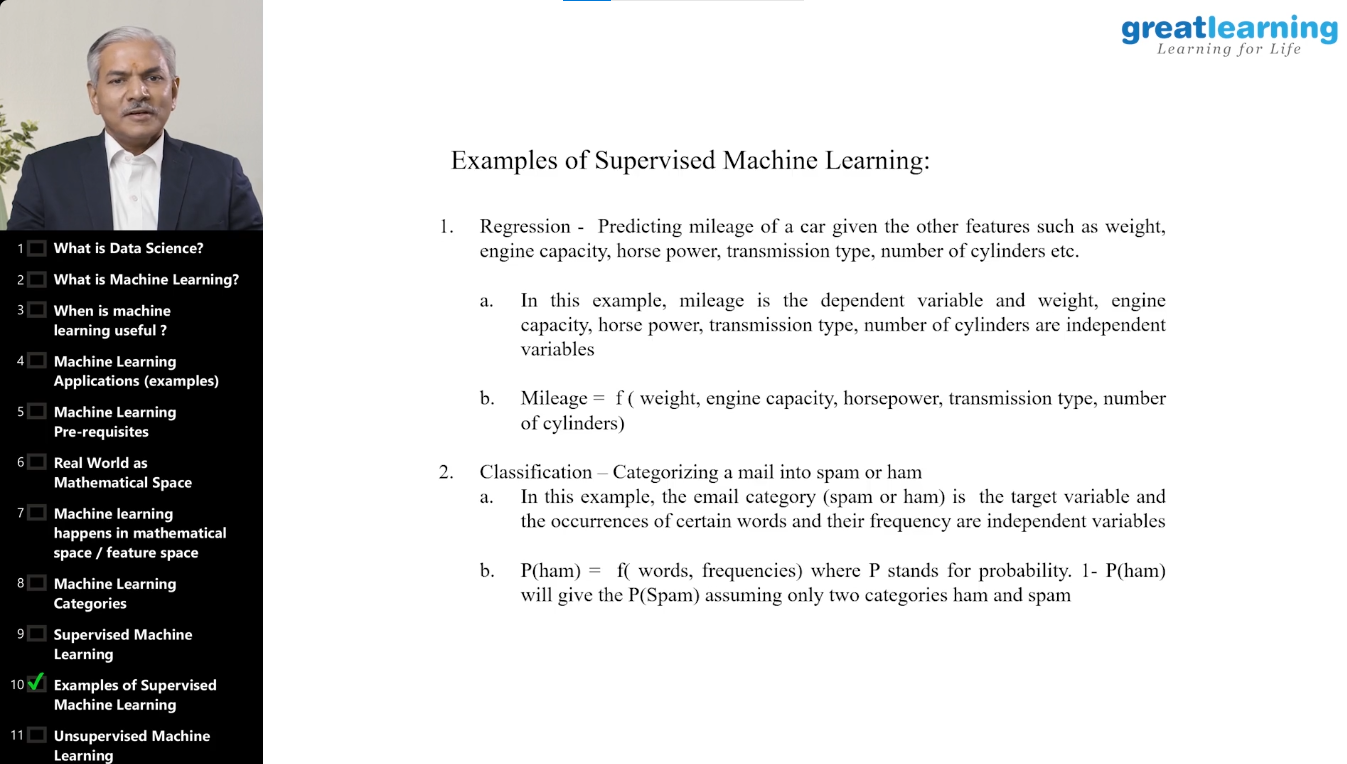 greatlearning
Learning for Life
1 What is Data Science?
2 What is Machine Learning?
3 When is machine
learning useful ?
4 Machine Learning
Applications (examples)
5 Machine Learning
Pre-requisites
6 Real World as
Mathematical Space
7 Machine learning
happens in mathematical
space / feature space
8 Machine Learning
Categories
9 Supervised Machine
Learning
10 Examples of Supervised
Machine Learning
11 Unsupervised Machine
Learning
Examples of Supervised Machine Learning:
1. Regression - Predicting mileage of a car given the other features such as weight,
engine capacity, horse power, transmission type, number of cylinders etc.
a. In this example, mileage is the dependent variable and weight, engine
capacity, horse power, transmission type, number of cylinders are independent
variables
b. Mileage = f ( weight, engine capacity, horsepower, transmission type, number
of cylinders)
2. Classification – Categorizing a mail into spam or ham
a. In this example, the email category (spam or ham) is the target variable and
the occurrences of certain words and their frequency are independent variables
b. P(ham) = f( words, frequencies) where P stands for probability. 1- P(ham)
will give the P(Spam) assuming only two categories ham and spam